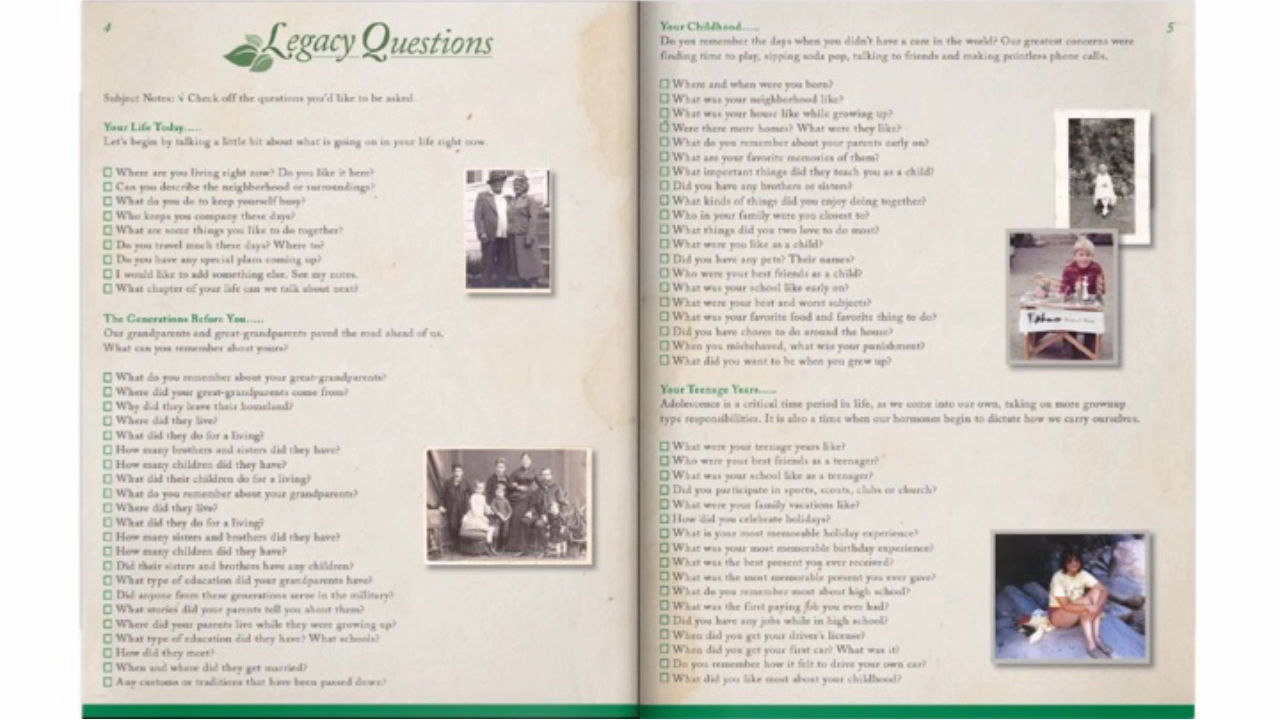 4
Legacy Questions
Subject Notes: √ Check off the questions you'd like to be asked.
Your Life Today.....
Let's begin by talking a little bit about what is going on in your life right now.
Where are you living right now? Do you like it here?
Can you describe the neighborhood or surroundings?
What do you do to keep yourself busy?
Who keeps you company these days?
What are some things you like to do together?
Do you travel much these days? Where to?
Do you have any special plans coming up?
I would like to add something else. See my notes.
What chapter of your life can we talk about next?
The Generations Before You.....
Our grandparents and great-grandparents paved the road ahead of us.
What can you remember about yours?
What do you remember about your great-grandparents?
Where did your great-grandparents come from?
Why did they leave their homeland?
Where did they live?
What did they do for a living?
How many brothers and sisters did they have?
How many children did they have?
What did their children do for a living?
What do you remember about your grandparents?
Where did they live?
What did they do for a living?
How many sisters and brothers did they have?
How many children did they have?
Did their sisters and brothers have any children?
What type of education did your grandparents have?
Did anyone from these generations serve in the military?
What stories did your parents tell you about them?
Where did your parents live while they were growing up?
What type of education did they have? What schools?
How did they meet?
When and where did they get married?
Any customs or traditions that have been passed down?
5
Your Childhood.....
Do you remember the days when you didn't have a care in the world? Our greatest concerns were
finding time to play, sipping soda pop, talking to friends and making pointless phone calls.
Where and when were you born?
What was your neighborhood like?
What was your house like while growing up?
Were there more homes? What were they like?
What do you remember about your parents early on?
What are your favorite memories of them?
What important things did they teach you as a child?
Did you have any brothers or sisters?
What kinds of things did you enjoy doing together?
Who in your family were you closest to?
What things did you two love to do most?
What were you like as a child?
Did you have any pets? Their names?
Who were your best friends as a child?
What was your school like early on?
What were your best and worst subjects?
What was your favorite food and favorite thing to do?
Did you have chores to do around the house?
When you misbehaved, what was your punishment?
What did you want to be when you grew up?
Your Teenage Years.....
Adolescence is a critical time period in life, as we come into our own, taking on more grownup
type responsibilities. It is also a time when our hormones begin to dictate how we carry ourselves.
What were your teenage years like?
Who were your best friends as a teenager?
What was your school like as a teenager?
Did you participate in sports, scouts, clubs or church?
What were your family vacations like?
How did you celebrate holidays?
What is your most memorable holiday experience?
What was your most memorable birthday experience?
What was the best present you ever received?
What was the most memorable present you ever gave?
What do you remember most about high school?
What was the first paying job you ever had?
Did you have any jobs while in high school?
When did you get your driver's license?
When did you get your first car? What was it?
Do you remember how it felt to drive your own car?
What did you like most about your childhood?